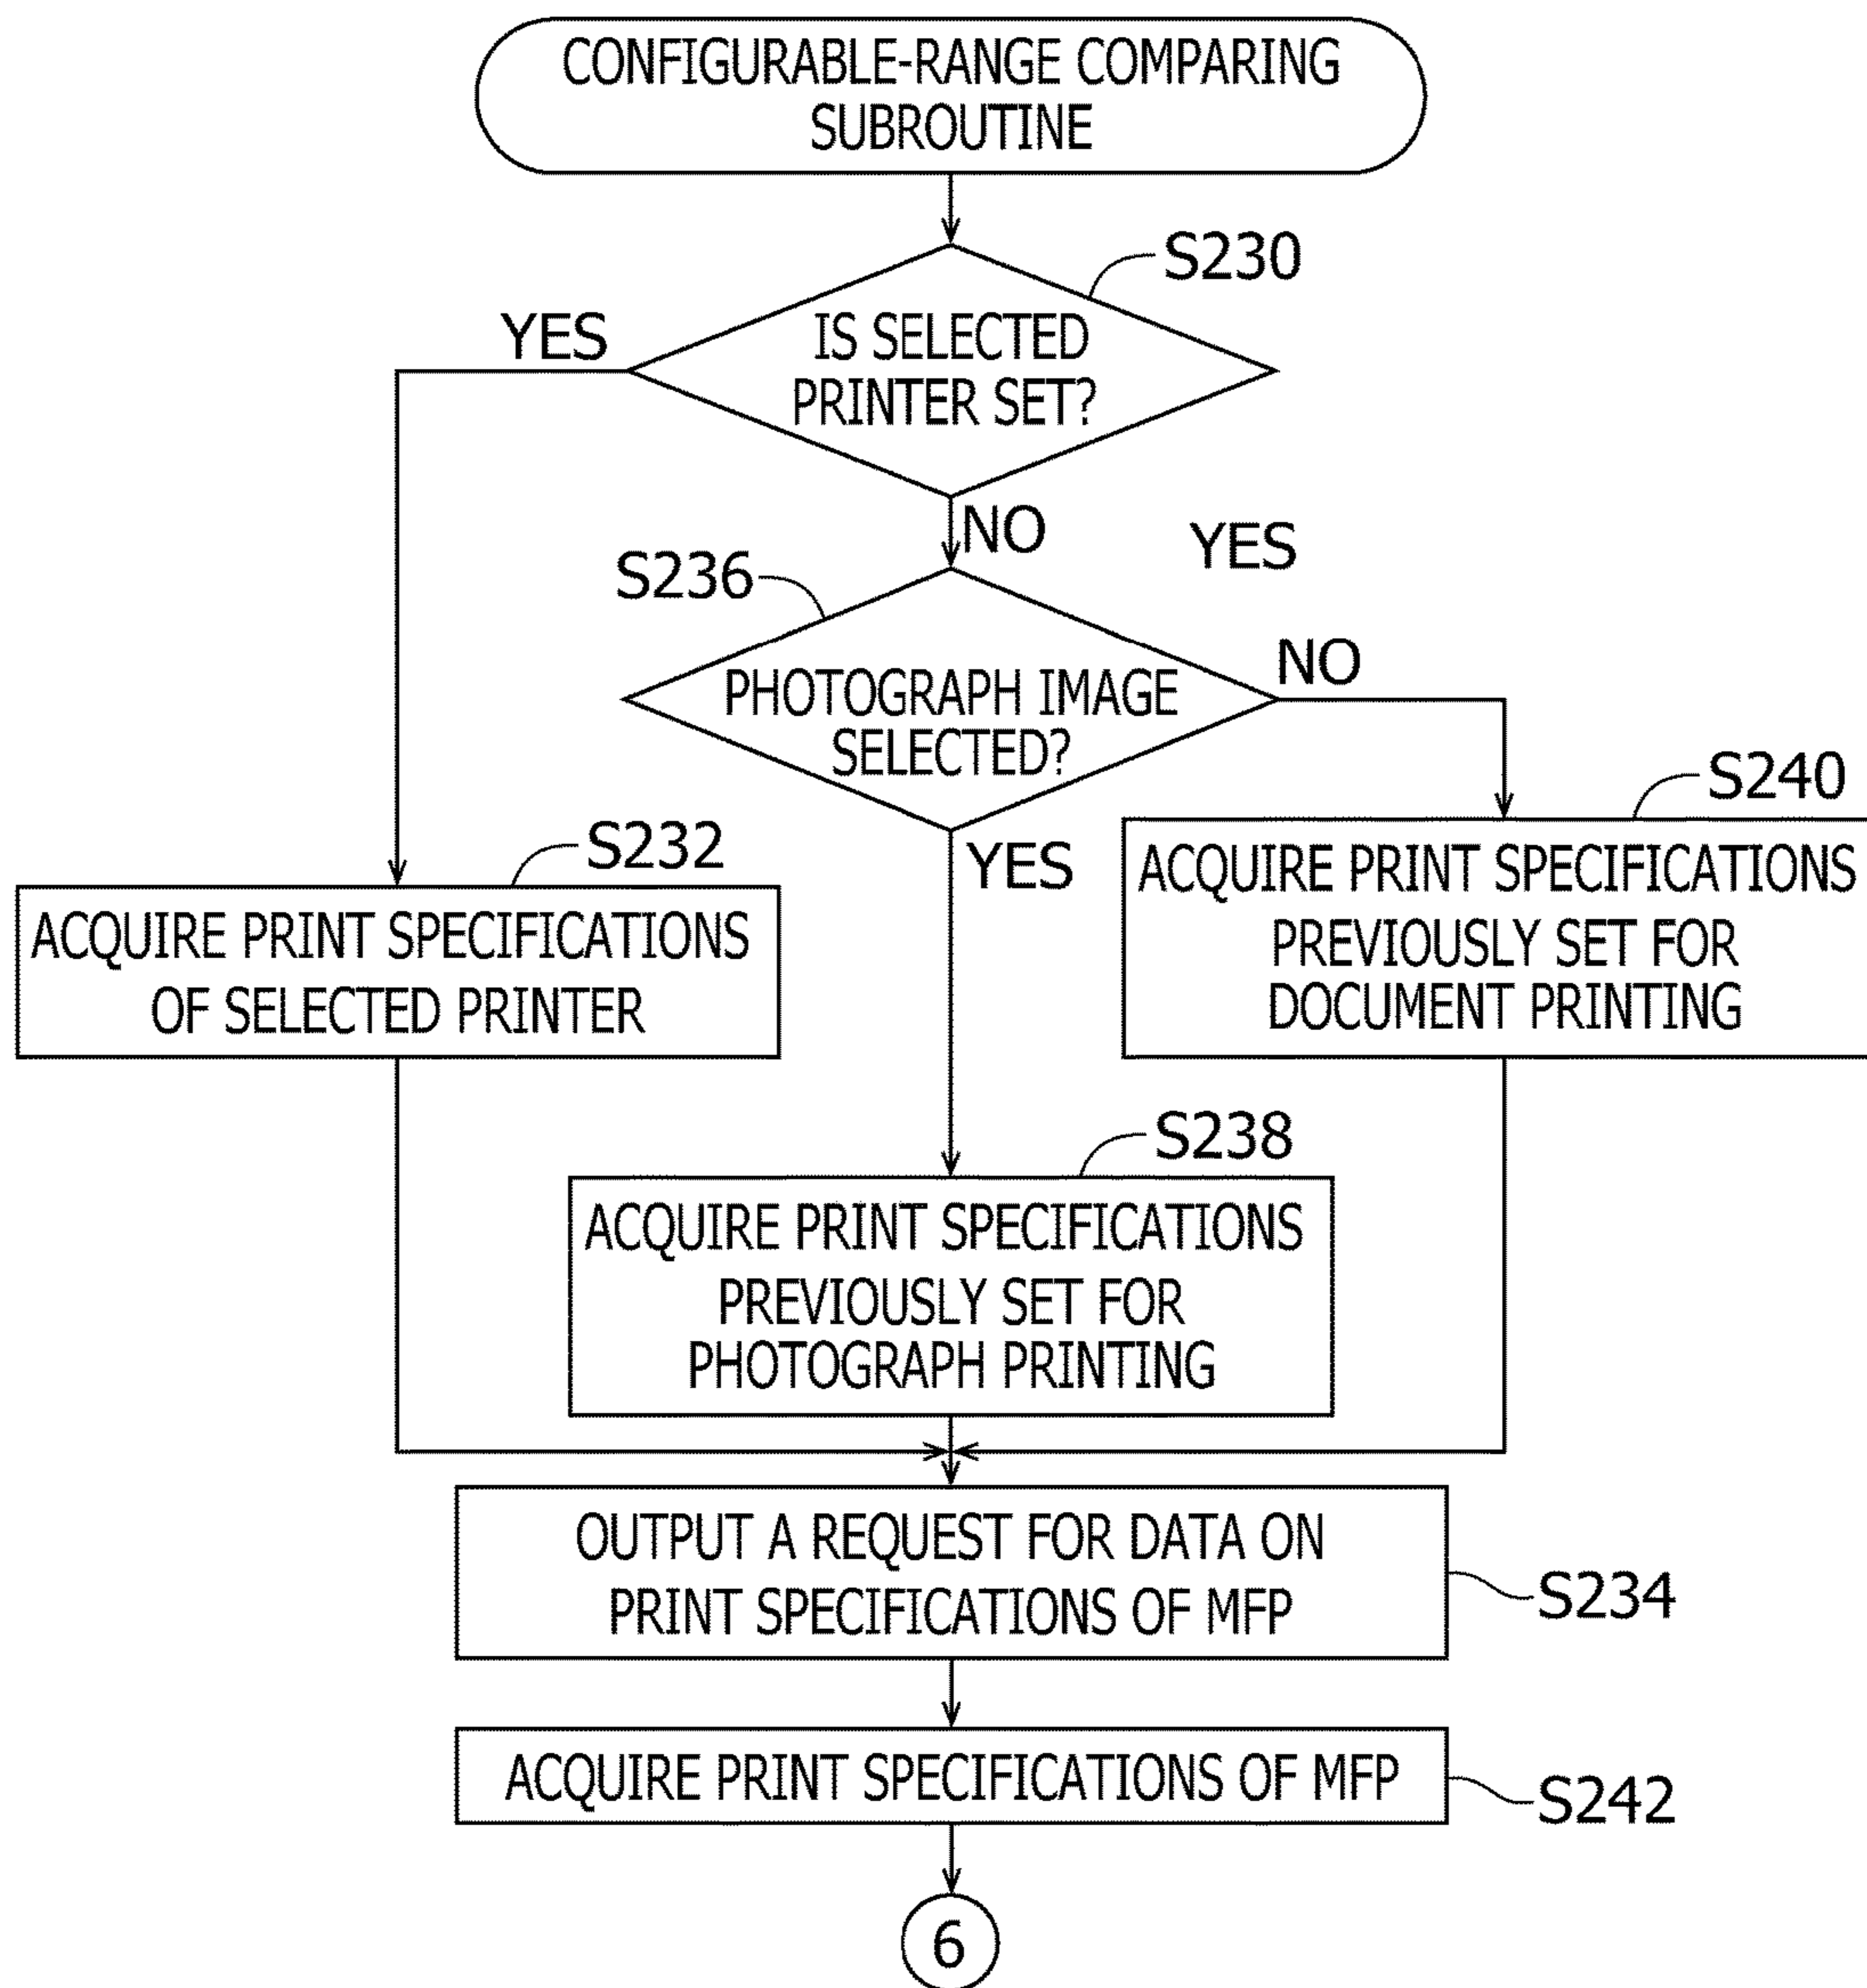 CONFIGURABLE-RANGE COMPARING
SUBROUTINE
S230
YES
IS SELECTED
PRINTER SET?
NO
YES
S236
PHOTOGRAPH IMAGE
SELECTED?
NO
S240
ACQUIRE PRINT SPECIFICATIONS
PREVIOUSLY SET FOR
DOCUMENT PRINTING
S232
ACQUIRE PRINT SPECIFICATIONS
OF SELECTED PRINTER
YES
S238
ACQUIRE PRINT SPECIFICATIONS
PREVIOUSLY SET FOR
PHOTOGRAPH PRINTING
OUTPUT A REQUEST FOR DATA ON
PRINT SPECIFICATIONS OF MFP
S234
ACQUIRE PRINT SPECIFICATIONS OF MFP
S242
6